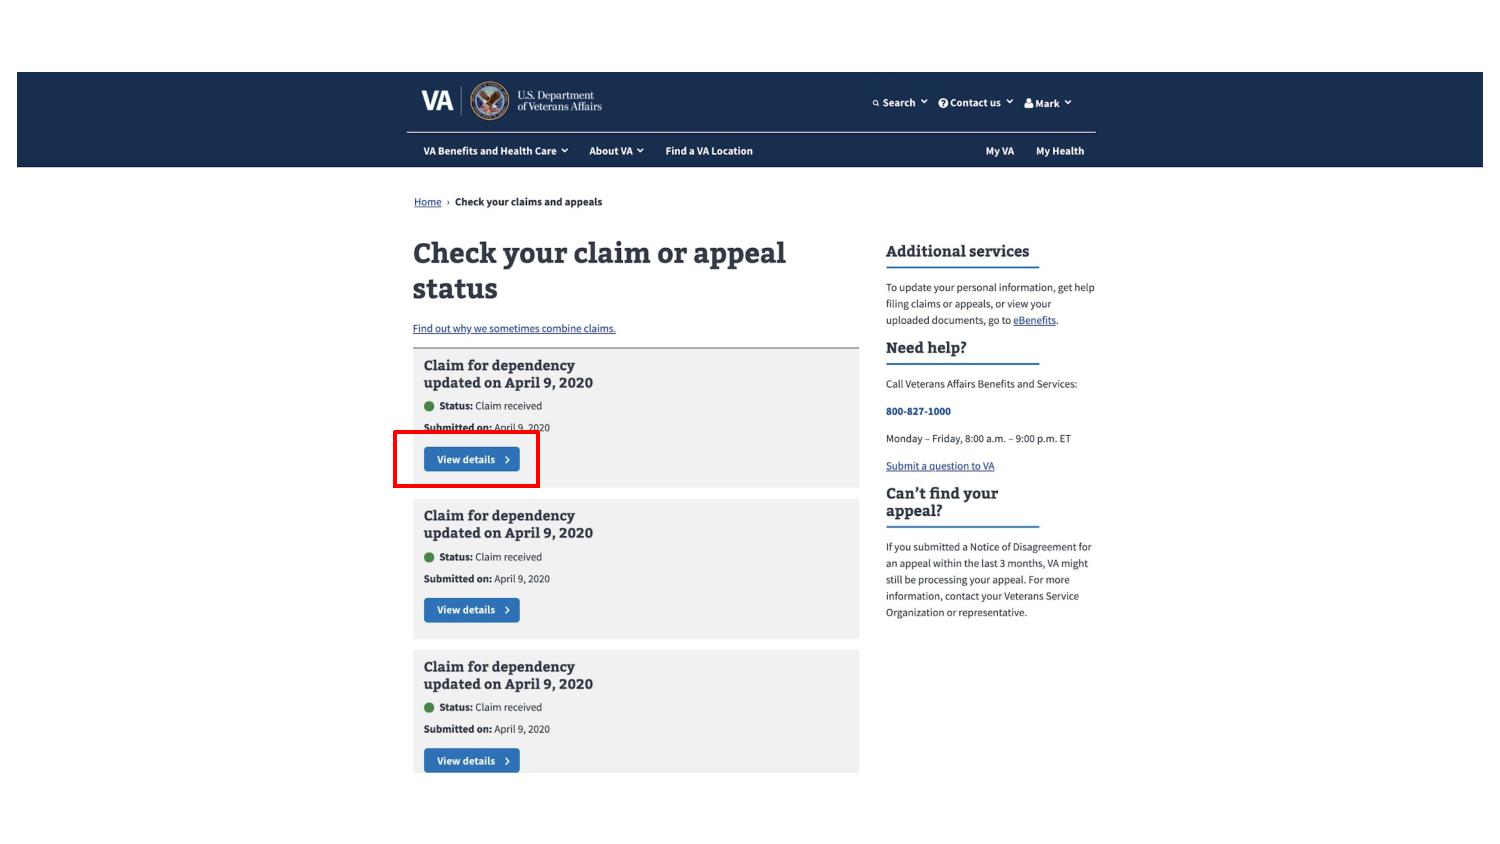 VA
U.S. Department
of Veterans Affairs
Search
Contact us
Mark
VA Benefits and Health Care
About VA
Find a VA Location
My VA
My Health
Home › Check your claims and appeals
Check your claim or appeal
status
Find out why we sometimes combine claims.
Claim for dependency
updated on April 9, 2020
Status: Claim received
Submitted on: April 9, 2020
View details
Claim for dependency
updated on April 9, 2020
Status: Claim received
Submitted on: April 9, 2020
View details
Claim for dependency
updated on April 9, 2020
Status: Claim received
Submitted on: April 9, 2020
View details
Additional services
To update your personal information, get help
filing claims or appeals, or view your
uploaded documents, go to eBenefits.
Need help?
Call Veterans Affairs Benefits and Services:
800-827-1000
Monday – Friday, 8:00 a.m. – 9:00 p.m. ET
Submit a question to VA
Can’t find your
appeal?
If you submitted a Notice of Disagreement for
an appeal within the last 3 months, VA might
still be processing your appeal. For more
information, contact your Veterans Service
Organization or representative.